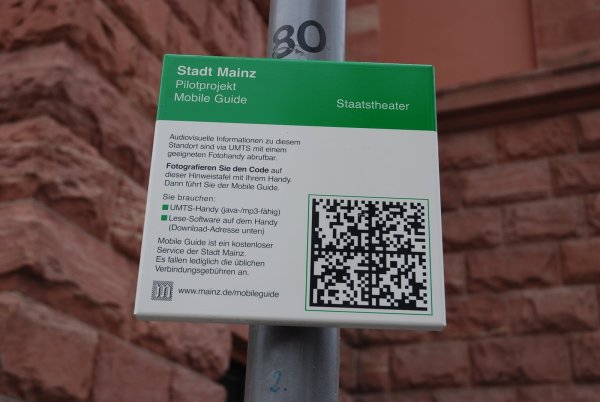 80
Stadt Mainz
Pilotprojekt
Mobile Guide
Staatstheater
Audiovisuelle Informationen zu diesem
Standort sind via UMTS mit einem
geeigneten Fotohandy abrufbar.
Fotografieren Sie den Code auf
dieser Hinweistafel mit Ihrem Handy.
Dann führt Sie der Mobile Guide.
Sie brauchen:
UMTS-Handy (java-/mp3-fähig)
Lese-Software auf dem Handy
(Download-Adresse unten)
Mobile Guide ist ein kostenloser
Service der Stadt Mainz.
Es fallen lediglich die üblichen
Verbindungsgebühren an.
m www.mainz.de/mobileguide
2.